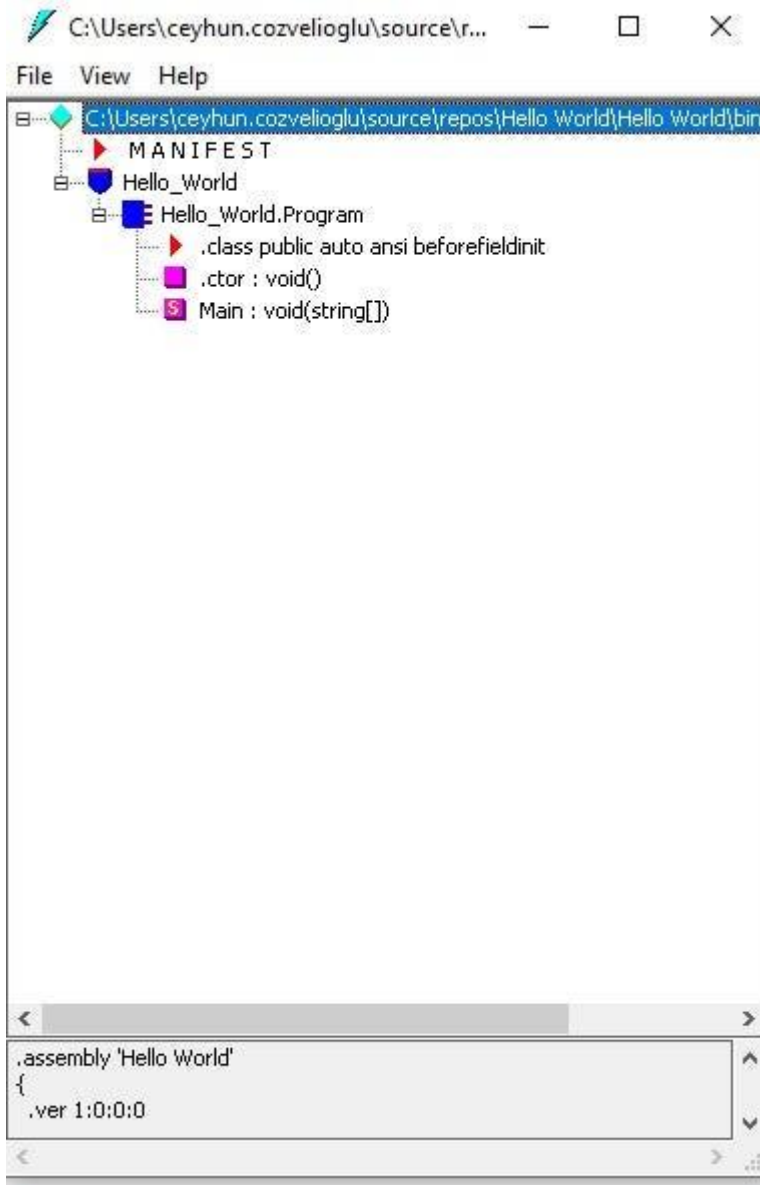 C:\Users\ceyhun.cozvelioglu\source\r...
File View Help
C:\Users\ceyhun.cozvelioglu\source\repos\Hello World\Hello World\bin
MANIFEST
Hello_World
Hello_World.Program
.class public auto ansi beforefieldinit
.ctor : void()
S Main : void(string[])
.assembly 'Hello World'
{
.ver 1:0:0:0